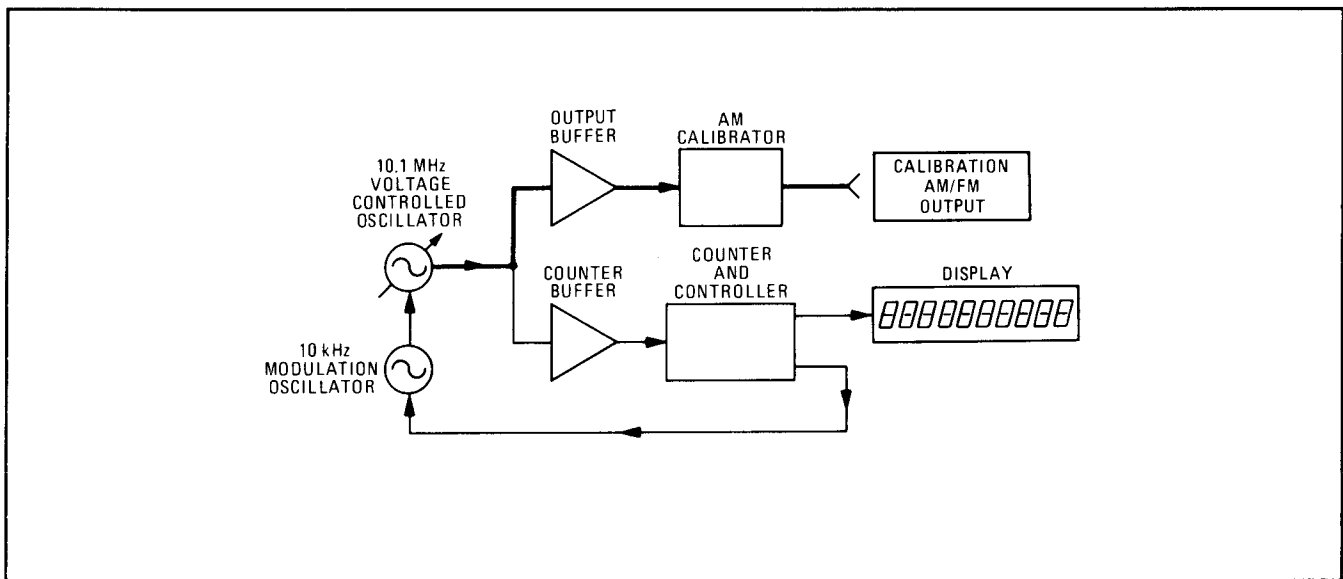 OUTPUT
BUFFER
AM
CALIBRATOR
10.1 MHz
VOLTAGE
CONTROLLED
OSCILLATOR
CALIBRATION
AM/FM
OUTPUT
COUNTER
BUFFER
COUNTER
AND
CONTROLLER
DISPLAY
10 kHz
MODULATION
OSCILLATOR